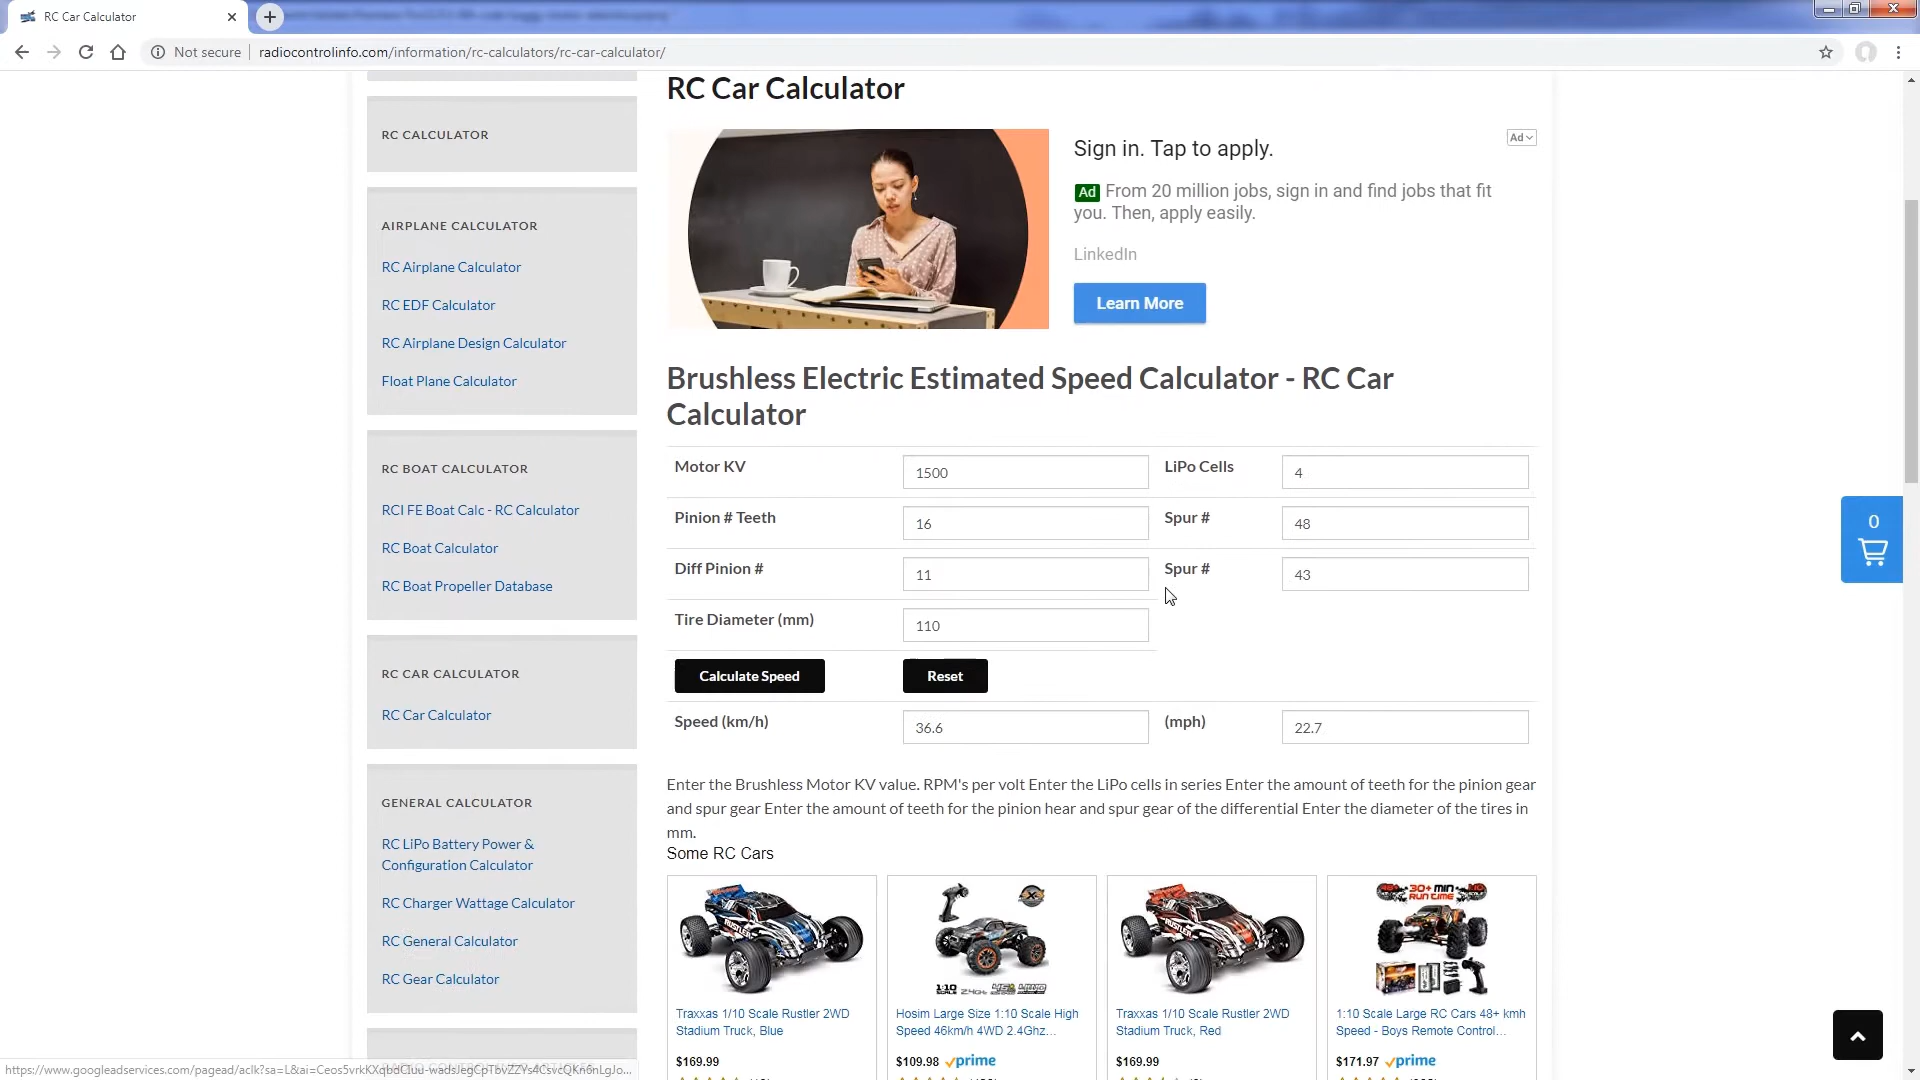 RC Car Calculator
Not secure
radiocontrolinfo.com/information/rc-calculators/rc-car-calculator/
RC CALCULATOR
AIRPLANE CALCULATOR
RC Airplane Calculator
RC EDF Calculator
RC Airplane Design Calculator
Float Plane Calculator
RC BOAT CALCULATOR
RCI FE Boat Calc - RC Calculator
RC Boat Calculator
RC Boat Propeller Database
RC CAR CALCULATOR
RC Car Calculator
GENERAL CALCULATOR
RC LiPo Battery Power &
Configuration Calculator
RC Charger Wattage Calculator
RC General Calculator
RC Gear Calculator
RC Car Calculator
Sign in. Tap to apply.
Ad
Ad From 20 million jobs, sign in and find jobs that fit
you. Then, apply easily.
LinkedIn
Learn More
Brushless Electric Estimated Speed Calculator - RC Car
Calculator
Motor KV 1500 LiPo Cells 4
Pinion # Teeth 16 Spur # 48
Diff Pinion # 11 Spur # 43
Tire Diameter (mm) 110
Calculate Speed Reset
Speed (km/h) 36.6 (mph) 22.7
Enter the Brushless Motor KV value. RPM's per volt Enter the LiPo cells in series Enter the amount of teeth for the pinion gear
and spur gear Enter the amount of teeth for the pinion hear and spur gear of the differential Enter the diameter of the tires in
mm.
Some RC Cars
Traxxas 1/10 Scale Rustler 2WD
Stadium Truck, Blue
$169.99
1:10 SCALE 2.4GHz 4WD
Hosim Large Size 1:10 Scale High
Speed 46km/h 4WD 2.4Ghz...
$109.98 prime
Traxxas 1/10 Scale Rustler 2WD
Stadium Truck, Red
$169.99
30+ MIN
RUN TIME
1:10 Scale Large RC Cars 48+ kmh
Speed - Boys Remote Control...
$171.97 prime
0